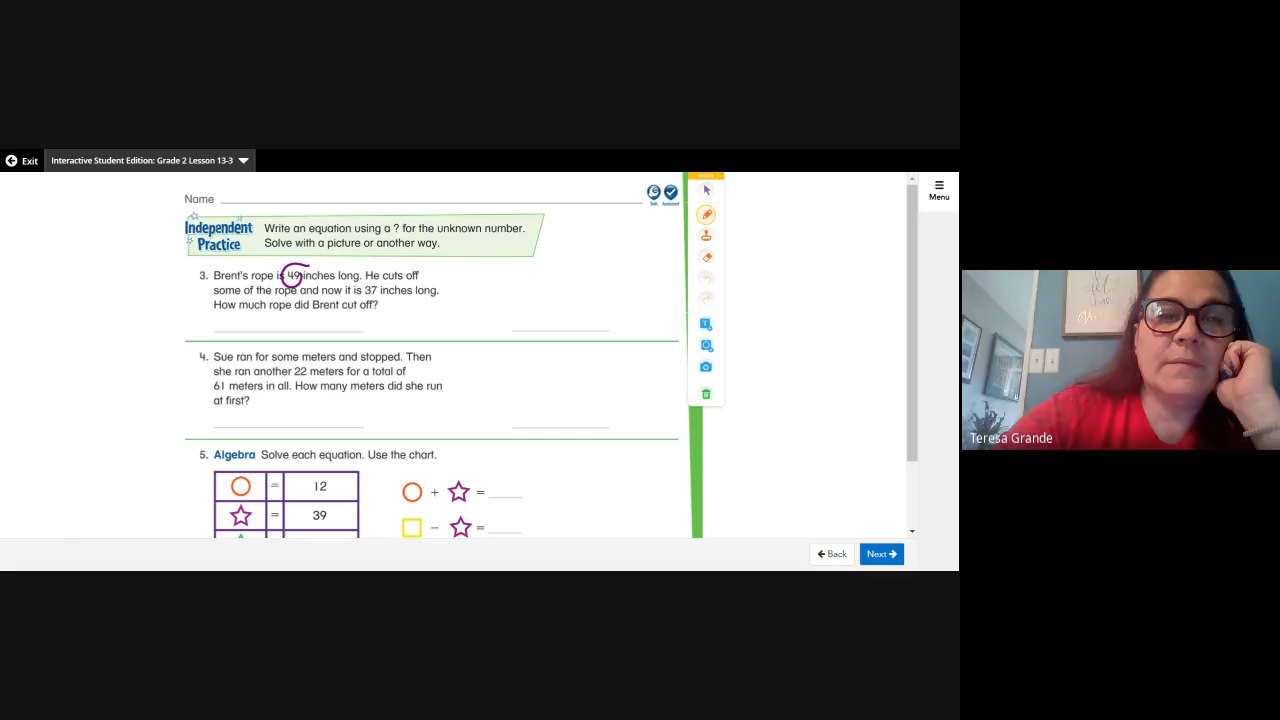 Exit
Interactive Student Edition: Grade 2 Lesson 13-3
Menu
Name
Independent Practice
Write an equation using a ? for the unknown number.
Solve with a picture or another way.
3. Brent's rope is 49 inches long. He cuts off
some of the rope and now it is 37 inches long.
How much rope did Brent cut off?
4. Sue ran for some meters and stopped. Then
she ran another 22 meters for a total of
61 meters in all. How many meters did she run
at first?
5. Algebra Solve each equation. Use the chart.
= 12
+ =
= 39
- =
Back
Next
Teresa Grande